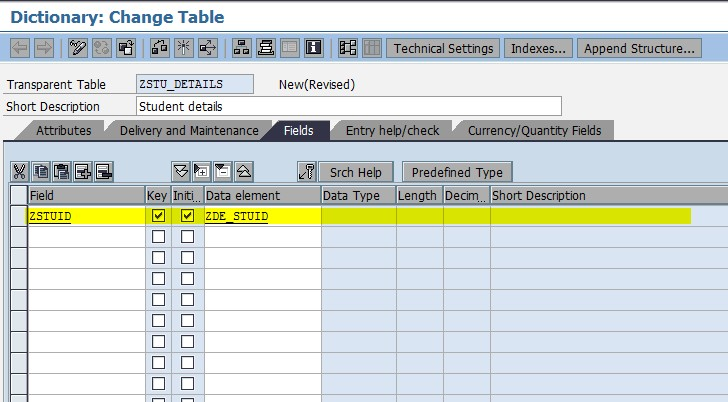 Dictionary: Change Table
Technical Settings Indexes... Append Structure...
Transparent Table ZSTU_DETAILS New(Revised)
Short Description Student details
Attributes Delivery and Maintenance Fields Entry help/check Currency/Quantity Fields
Srch Help Predefined Type
Field Key Initi... Data element Data Type Length Decim... Short Description
ZSTUID ZDE_STUID